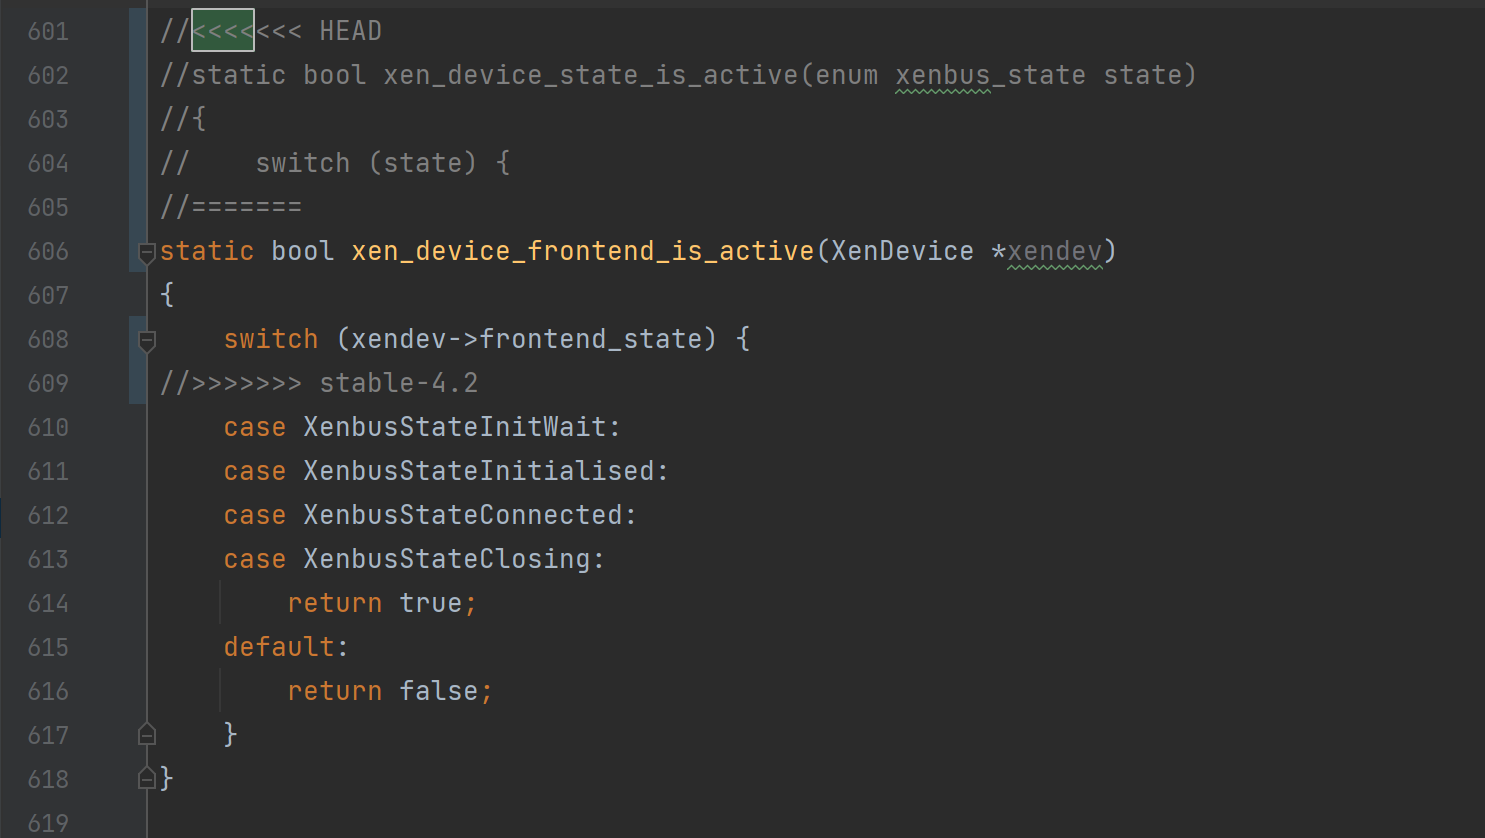 601 //<<<<<<< HEAD
602 //static bool xen_device_state_is_active(enum xenbus_state state)
603 //{
604 //    switch (state) {
605 //=======
606 static bool xen_device_frontend_is_active(XenDevice *xendev)
607 {
608     switch (xendev->frontend_state) {
609 //>>>>>>> stable-4.2
610     case XenbusStateInitWait:
611     case XenbusStateInitialised:
612     case XenbusStateConnected:
613     case XenbusStateClosing:
614         return true;
615     default:
616         return false;
617     }
618 }
619